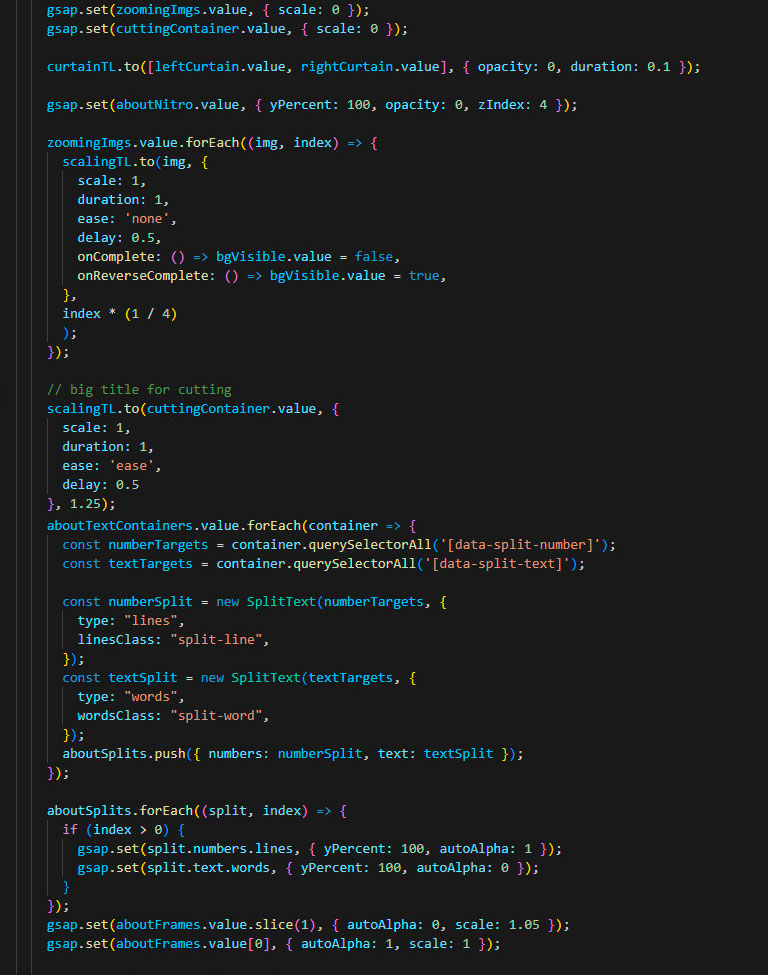 gsap.set(zoomingImgs.value, { scale: 0 });
gsap.set(cuttingContainer.value, { scale: 0 });
curtainTL.to([leftCurtain.value, rightCurtain.value], { opacity: 0, duration: 0.1 });
gsap.set(aboutNitro.value, { yPercent: 100, opacity: 0, zIndex: 4 });
zoomingImgs.value.forEach((img, index) => {
scalingTL.to(img, {
scale: 1,
duration: 1,
ease: 'none',
delay: 0.5,
onComplete: () => bgVisible.value = false,
onReverseComplete: () => bgVisible.value = true,
},
index * (1 / 4)
);
});
// big title for cutting
scalingTL.to(cuttingContainer.value, {
scale: 1,
duration: 1,
ease: 'ease',
delay: 0.5
}, 1.25);
aboutTextContainers.value.forEach(container => {
const numberTargets = container.querySelectorAll('[data-split-number]');
const textTargets = container.querySelectorAll('[data-split-text]');
const numberSplit = new SplitText(numberTargets, {
type: "lines",
linesClass: "split-line",
});
const textSplit = new SplitText(textTargets, {
type: "words",
wordsClass: "split-word",
});
aboutSplits.push({ numbers: numberSplit, text: textSplit });
});
aboutSplits.forEach((split, index) => {
if (index > 0) {
gsap.set(split.numbers.lines, { yPercent: 100, autoAlpha: 1 });
gsap.set(split.text.words, { yPercent: 100, autoAlpha: 0 });
}
});
gsap.set(aboutFrames.value.slice(1), { autoAlpha: 0, scale: 1.05 });
gsap.set(aboutFrames.value[0], { autoAlpha: 1, scale: 1 });